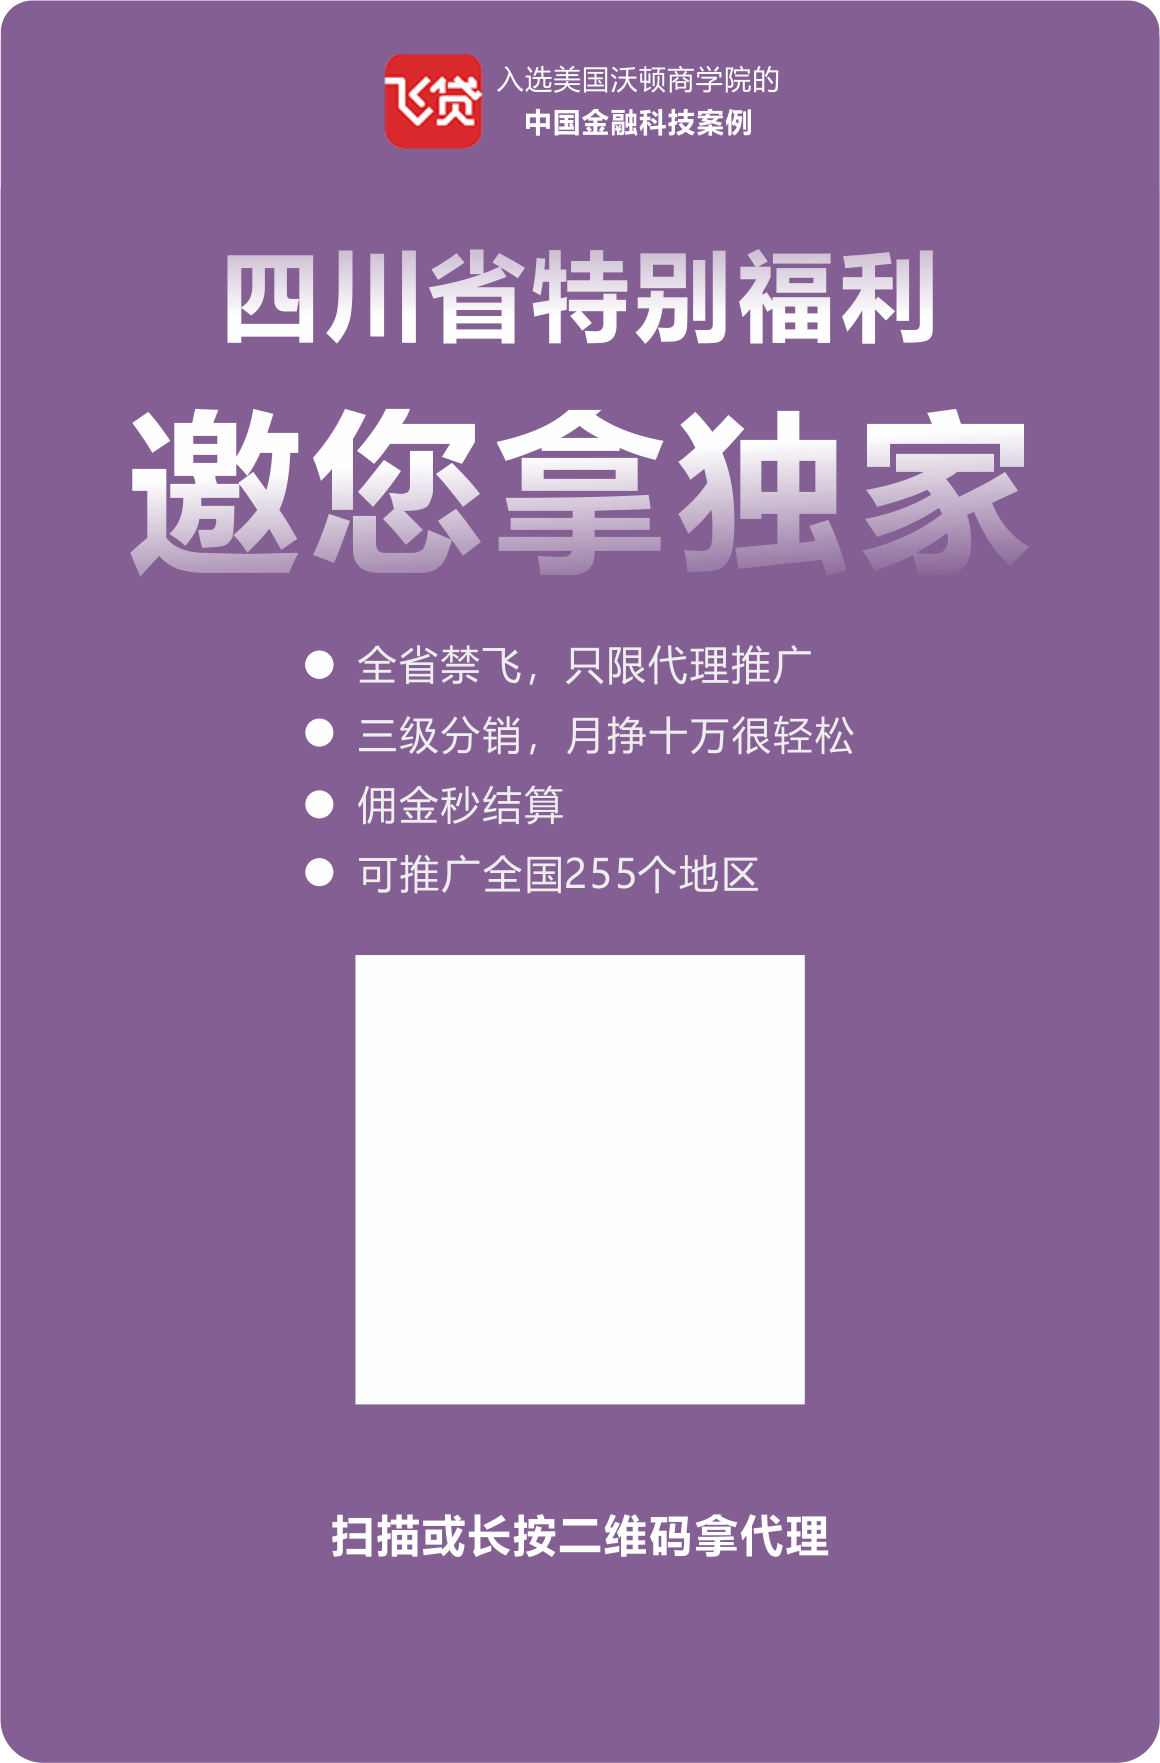 飞贷
入选美国沃顿商学院的
中国金融科技案例
四川省特别福利
邀您拿独家
全省禁飞，只限代理推广
三级分销，月挣十万很轻松
佣金秒结算
可推广全国255个地区
扫描或长按二维码拿代理